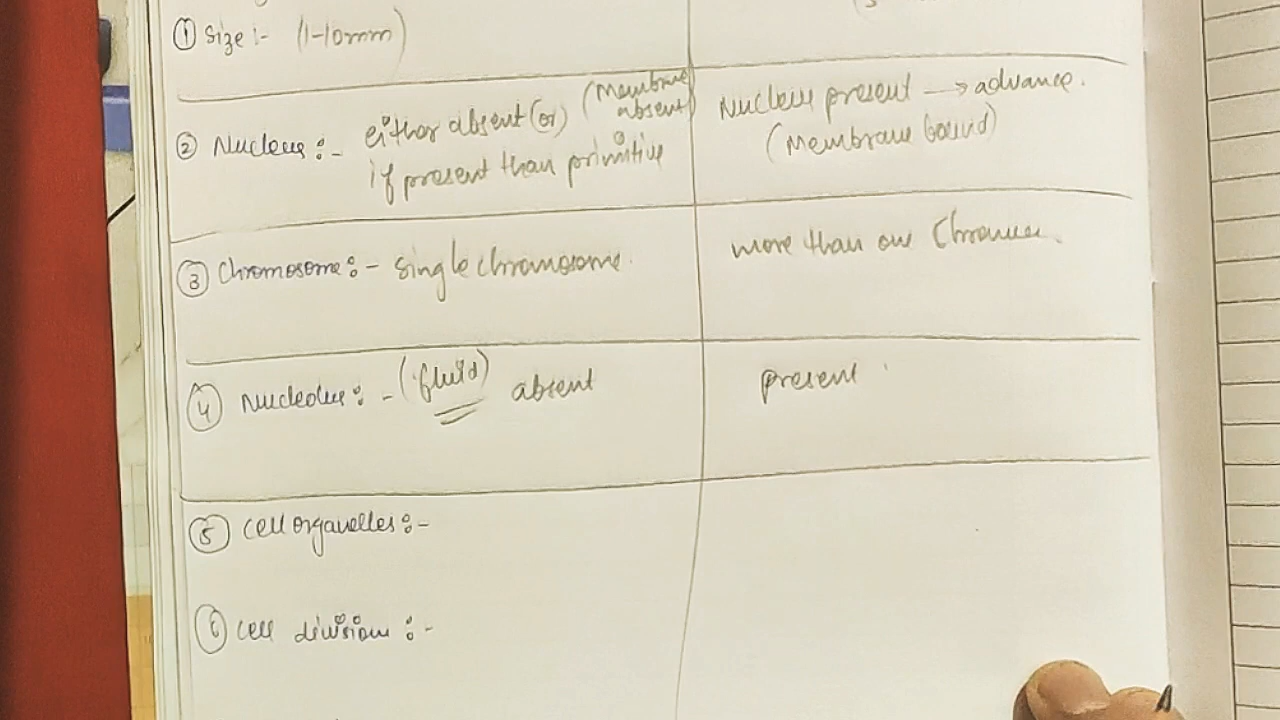 ① Size :- (1-10mm)
② Nucleus :- either absent (or) (Membrane absent)
if present than primitive
Nucleus present → advance.
(Membrane bound)
③ Chromosome :- Single chromosome.
more than one
④ Nucleolus :- (fluid) absent
present
⑤ cell organelles :-
⑥ cell division :-